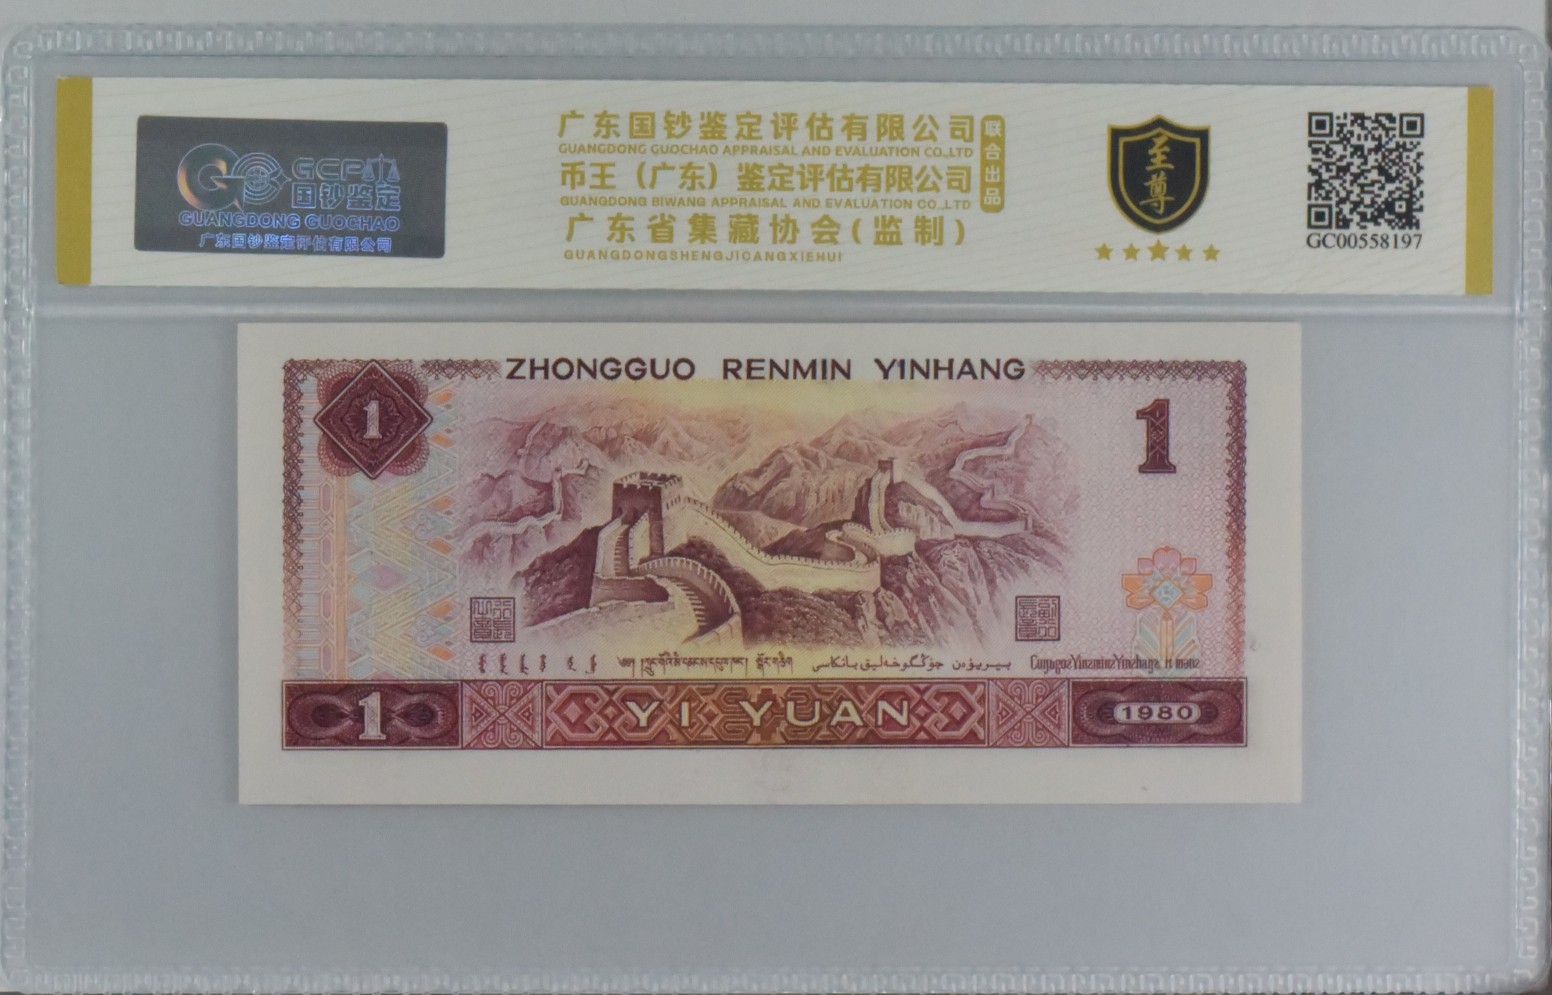 GCP
国钞鉴定
GUANGDONG GUOCHAO
广东国钞鉴定评估有限公司
广东国钞鉴定评估有限公司
GUANGDONG GUOCHAO APPRAISAL AND EVALUATION CO.,LTD
币王（广东）鉴定评估有限公司
GUANGDONG BIWANG APPRAISAL AND EVALUATION CO.,LTD
联合出品
广东省集藏协会(监制)
GUANGDONGSHENGJICANGXIEHUI
至尊
GC00558197
ZHONGGUO RENMIN YINHANG
1
1
1
YI YUAN
1980